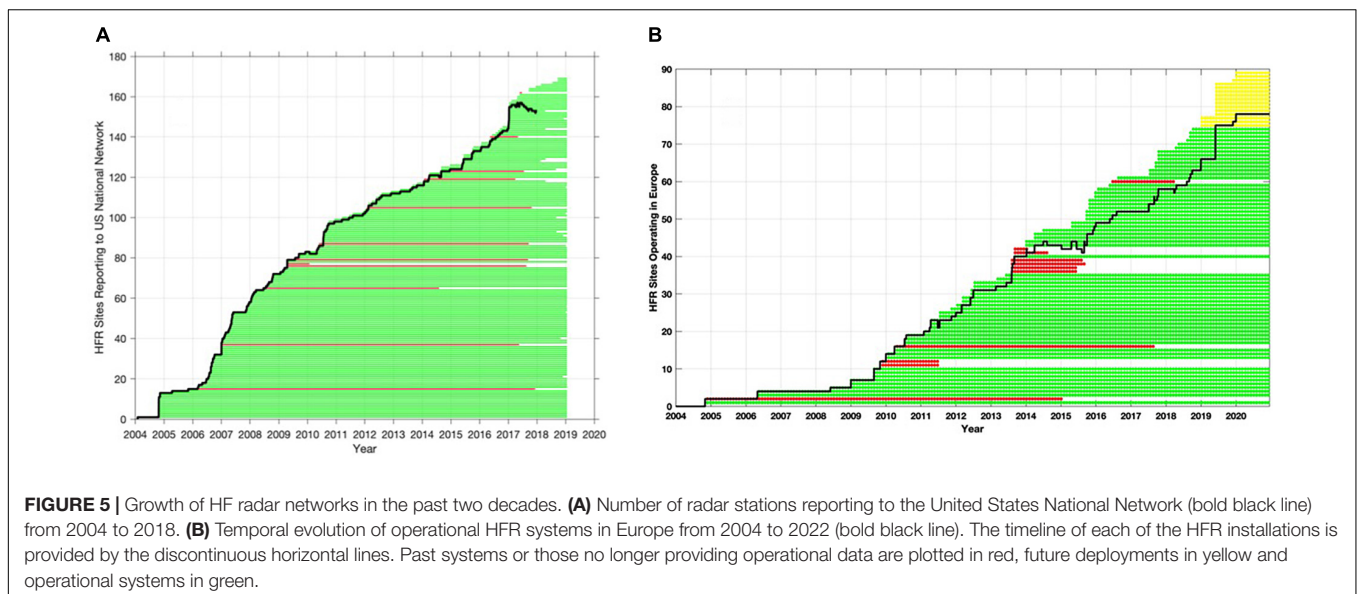 A
180
160
140
120
100
80
60
40
20
0
HFR Sites Reporting to US National Network
2004 2005 2006 2007 2008 2009 2010 2011 2012 2013 2014 2015 2016 2017 2018 2019 2020
Year
B
90
80
70
60
50
40
30
20
10
0
HFR Sites Operating in Europe
2004 2005 2006 2007 2008 2009 2010 2011 2012 2013 2014 2015 2016 2017 2018 2019 2020
Year
FIGURE 5 | Growth of HF radar networks in the past two decades. (A) Number of radar stations reporting to the United States National Network (bold black line)
from 2004 to 2018. (B) Temporal evolution of operational HFR systems in Europe from 2004 to 2022 (bold black line). The timeline of each of the HFR installations is
provided by the discontinuous horizontal lines. Past systems or those no longer providing operational data are plotted in red, future deployments in yellow and
operational systems in green.